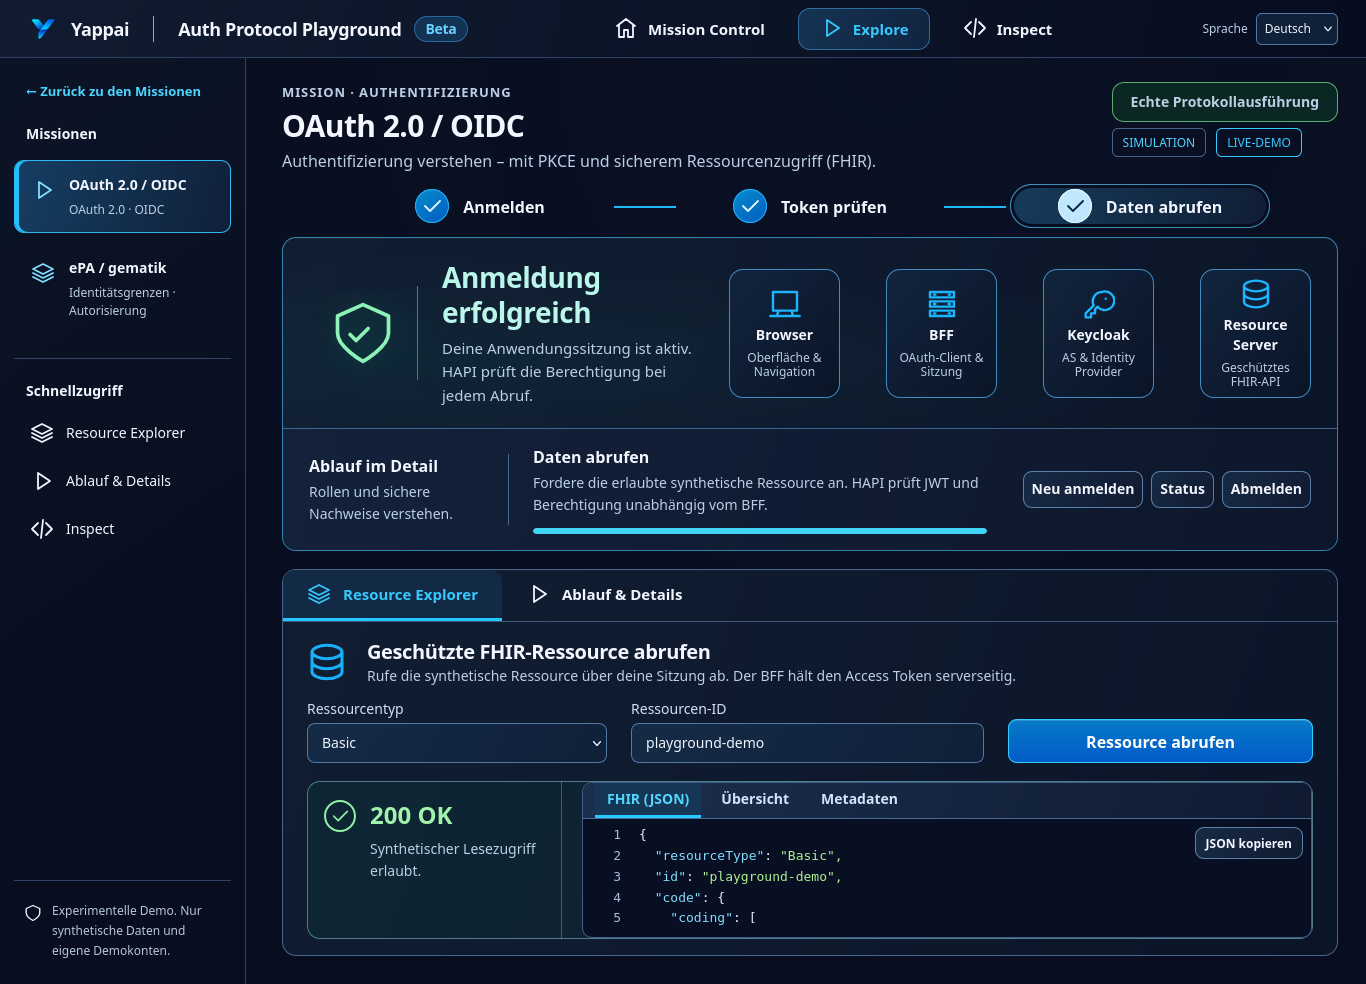 Yappai
Auth Protocol Playground
Beta
Mission Control
Explore
Inspect
Sprache
Deutsch
← Zurück zu den Missionen
Missionen
OAuth 2.0 / OIDC
OAuth 2.0 · OIDC
ePA / gematik
Identitätsgrenzen ·
Autorisierung
Schnellzugriff
Resource Explorer
Ablauf & Details
Inspect
Experimentelle Demo. Nur
synthetische Daten und
eigene Demokonten.
MISSION · AUTHENTIFIZIERUNG
OAuth 2.0 / OIDC
Authentifizierung verstehen – mit PKCE und sicherem Ressourcenzugriff (FHIR).
Echte Protokollausführung
SIMULATION
LIVE-DEMO
Anmelden
Token prüfen
Daten abrufen
Anmeldung
erfolgreich
Deine Anwendungssitzung ist aktiv.
HAPI prüft die Berechtigung bei
jedem Abruf.
Browser
Oberfläche &
Navigation
BFF
OAuth-Client &
Sitzung
Keycloak
AS & Identity
Provider
Resource
Server
Geschütztes
FHIR-API
Ablauf im Detail
Rollen und sichere
Nachweise verstehen.
Daten abrufen
Fordere die erlaubte synthetische Ressource an. HAPI prüft JWT und
Berechtigung unabhängig vom BFF.
Neu anmelden
Status
Abmelden
Resource Explorer
Ablauf & Details
Geschützte FHIR-Ressource abrufen
Rufe die synthetische Ressource über deine Sitzung ab. Der BFF hält den Access Token serverseitig.
Ressourcentyp
Basic
Ressourcen-ID
playground-demo
Ressource abrufen
200 OK
Synthetischer Lesezugriff
erlaubt.
FHIR (JSON)
Übersicht
Metadaten
JSON kopieren
1 {
2 "resourceType": "Basic",
3 "id": "playground-demo",
4 "code": {
5 "coding": [